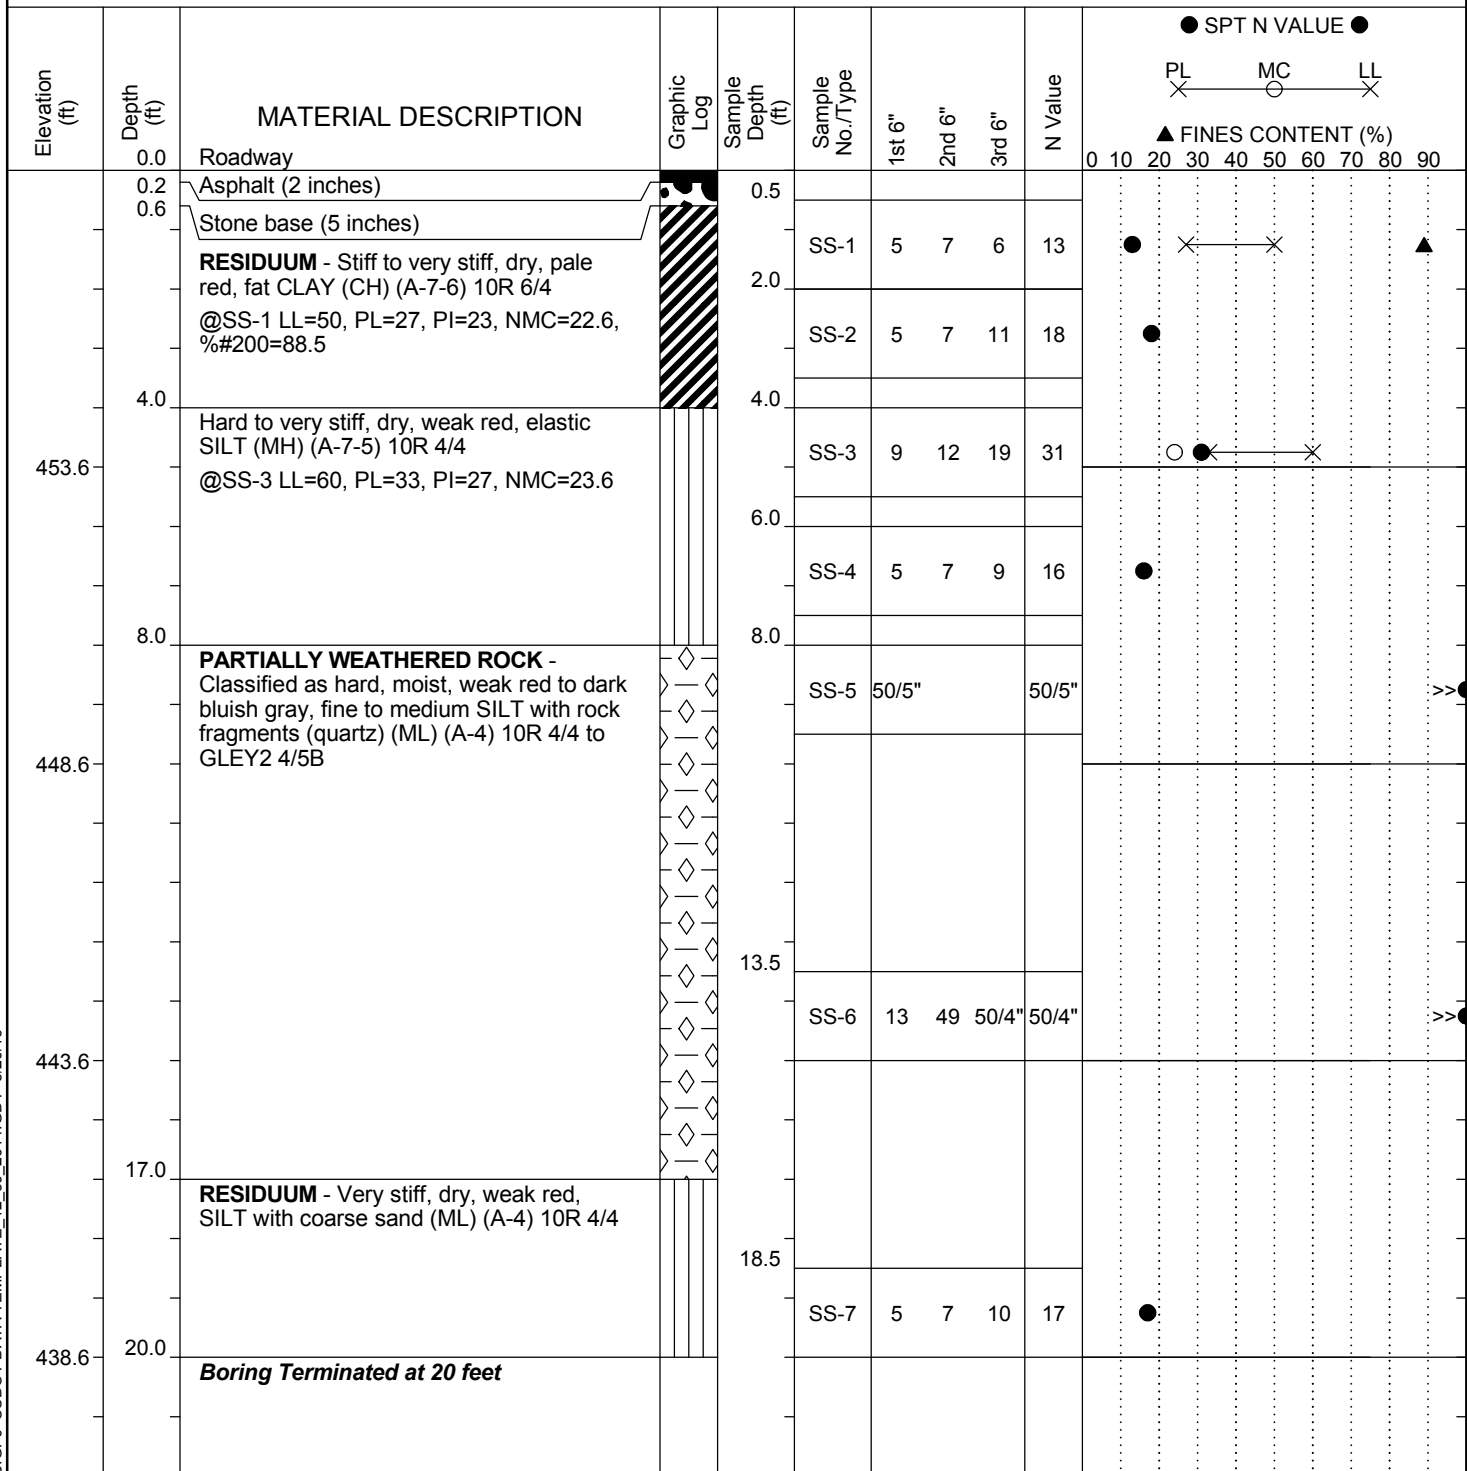 ● SPT N VALUE ●
PL MC LL
▲ FINES CONTENT (%)
0 10 20 30 40 50 60 70 80 90
Elevation (ft)
Depth (ft)
MATERIAL DESCRIPTION
Graphic Log
Sample Depth (ft)
Sample No./Type
1st 6"
2nd 6"
3rd 6"
N Value
0.0 Roadway
0.2 Asphalt (2 inches)
0.5
0.6 Stone base (5 inches)
SS-1 5 7 6 13
RESIDUUM - Stiff to very stiff, dry, pale
red, fat CLAY (CH) (A-7-6) 10R 6/4
2.0
@SS-1 LL=50, PL=27, PI=23, NMC=22.6,
%#200=88.5
SS-2 5 7 11 18
4.0 4.0
Hard to very stiff, dry, weak red, elastic
SILT (MH) (A-7-5) 10R 4/4
SS-3 9 12 19 31
453.6
@SS-3 LL=60, PL=33, PI=27, NMC=23.6
6.0
SS-4 5 7 9 16
8.0 8.0
PARTIALLY WEATHERED ROCK -
Classified as hard, moist, weak red to dark
bluish gray, fine to medium SILT with rock
fragments (quartz) (ML) (A-4) 10R 4/4 to
GLEY2 4/5B
SS-5 50/5" 50/5" >>
448.6
13.5
SS-6 13 49 50/4" 50/4" >>
443.6
17.0
RESIDUUM - Very stiff, dry, weak red,
SILT with coarse sand (ML) (A-4) 10R 4/4
18.5
SS-7 5 7 10 17
438.6 20.0
Boring Terminated at 20 feet